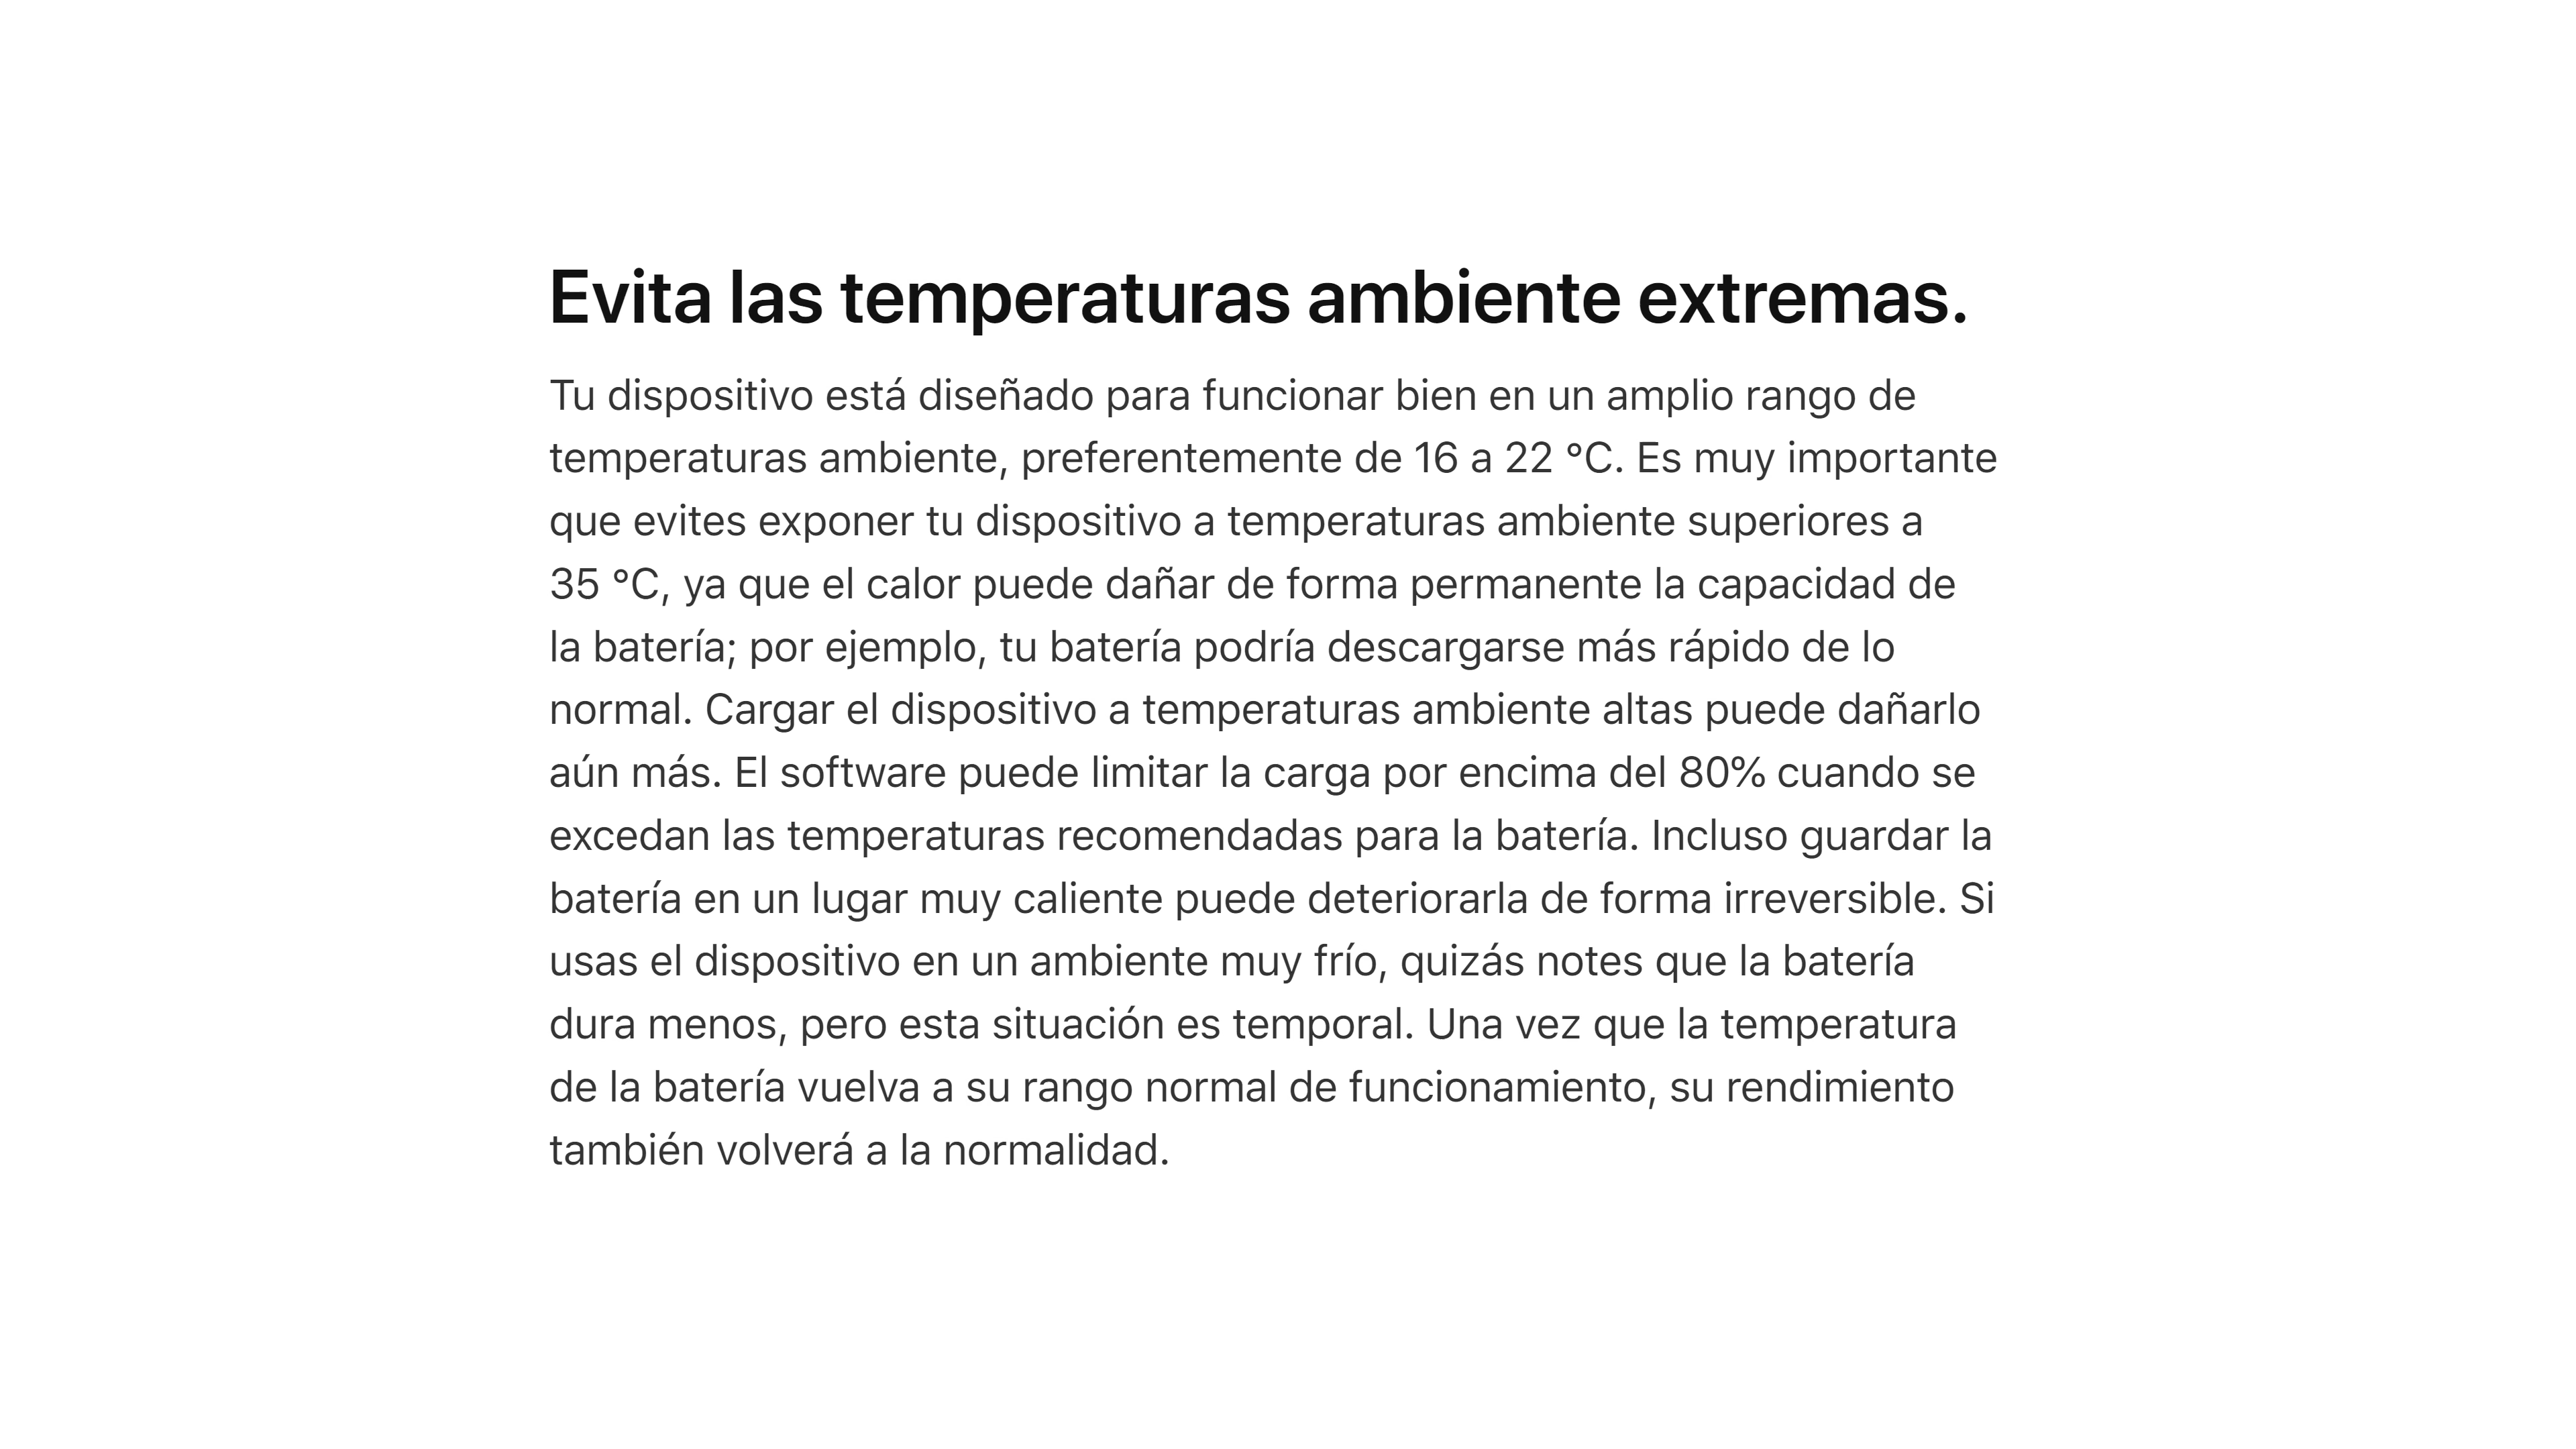 Evita las temperaturas ambiente extremas.
Tu dispositivo está diseñado para funcionar bien en un amplio rango de
temperaturas ambiente, preferentemente de 16 a 22 °C. Es muy importante
que evites exponer tu dispositivo a temperaturas ambiente superiores a
35 °C, ya que el calor puede dañar de forma permanente la capacidad de
la batería; por ejemplo, tu batería podría descargarse más rápido de lo
normal. Cargar el dispositivo a temperaturas ambiente altas puede dañarlo
aún más. El software puede limitar la carga por encima del 80% cuando se
excedan las temperaturas recomendadas para la batería. Incluso guardar la
batería en un lugar muy caliente puede deteriorarla de forma irreversible. Si
usas el dispositivo en un ambiente muy frío, quizás notes que la batería
dura menos, pero esta situación es temporal. Una vez que la temperatura
de la batería vuelva a su rango normal de funcionamiento, su rendimiento
también volverá a la normalidad.